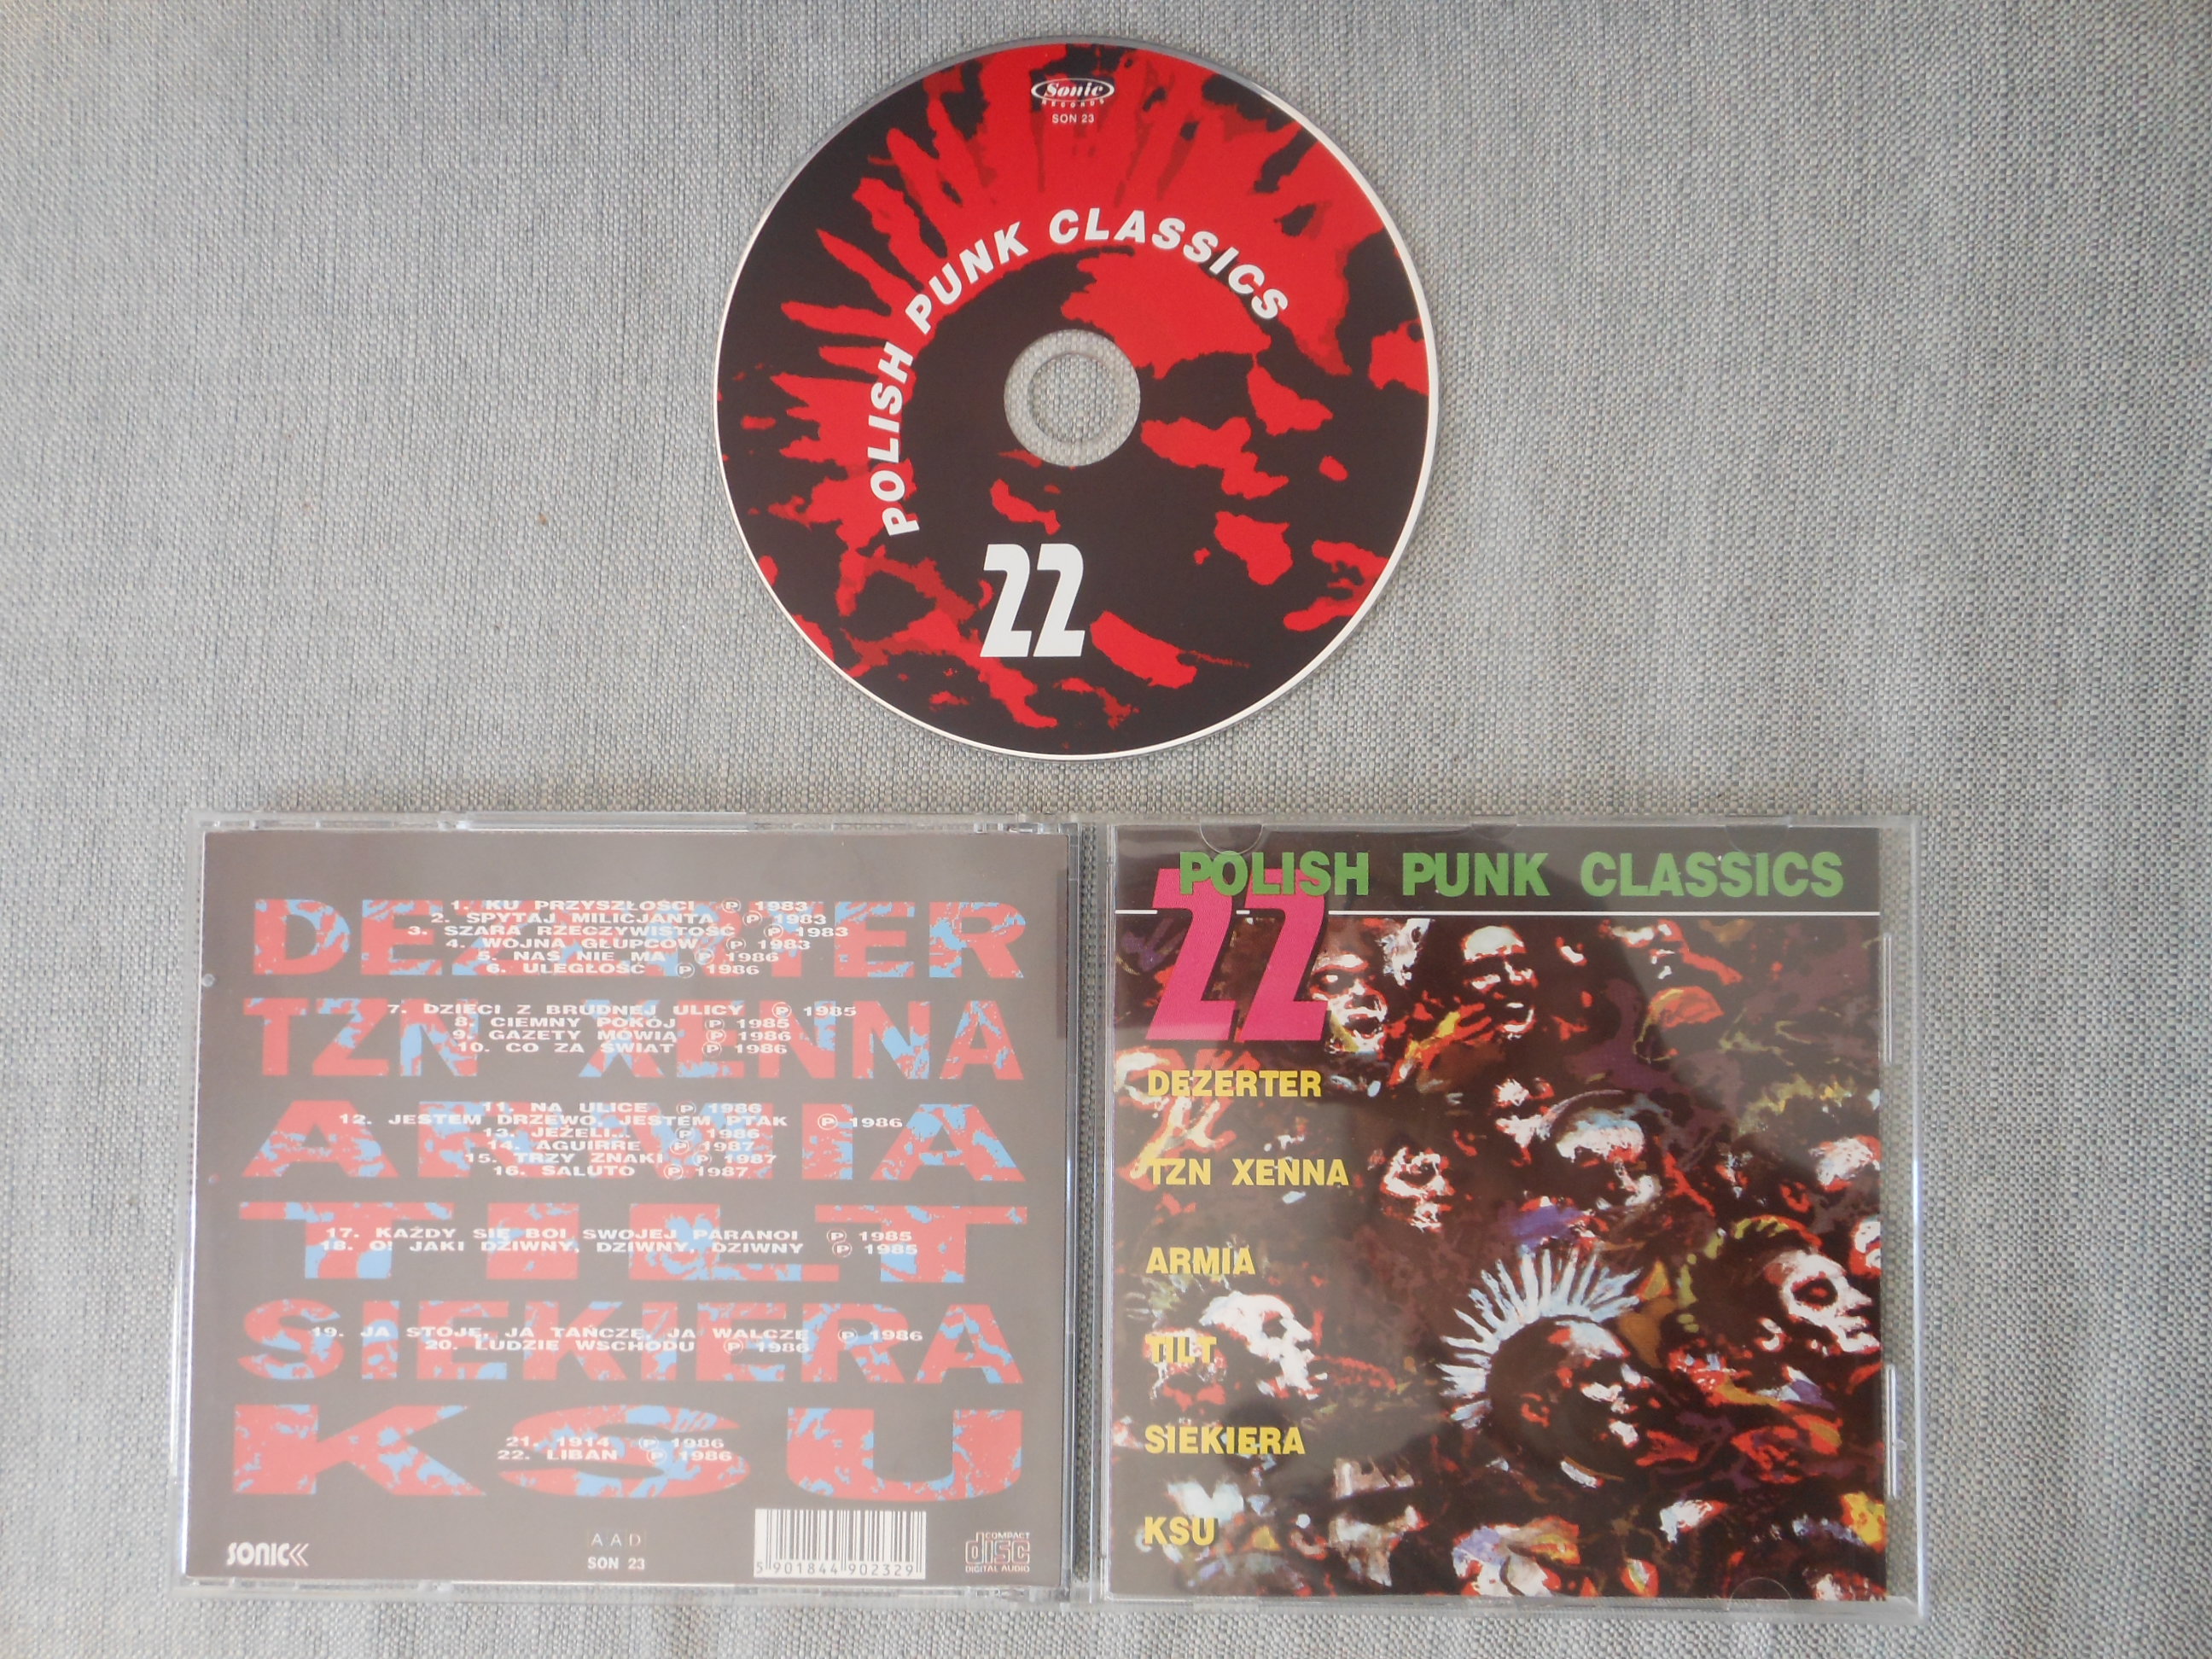 Sonic
RECORDS
SON 23
POLISH PUNK CLASSICS
22
DEZERTER
1. KU PRZYSZŁOŚCI Ⓟ 1983
2. SPYTAJ MILICJANTA Ⓟ 1983
3. SZARA RZECZYWISTOŚĆ Ⓟ 1983
4. WOJNA GŁUPCÓW Ⓟ 1983
5. NAS NIE MA Ⓟ 1986
6. ULEGŁOŚĆ Ⓟ 1986
TZN XENNA
7. DZIECI Z BRUDNEJ ULICY Ⓟ 1985
8. CIEMNY POKÓJ Ⓟ 1985
9. GAZETY MÓWIĄ Ⓟ 1986
10. CO ZA ŚWIAT Ⓟ 1986
ARMIA
11. NA ULICE Ⓟ 1986
12. JESTEM DRZEWO, JESTEM PTAK Ⓟ 1986
13. JEŻELI... Ⓟ 1986
14. AGUIRRE Ⓟ 1987
15. TRZY ZNAKI Ⓟ 1987
16. SALUTO Ⓟ 1987
TILT
17. KAŻDY SIĘ BOI SWOJEJ PARANOI Ⓟ 1985
18. O! JAKI DZIWNY, DZIWNY, DZIWNY Ⓟ 1985
SIEKIERA
19. JA STOJĘ, JA TAŃCZĘ, JA WALCZĘ Ⓟ 1986
20. LUDZIE WSCHODU Ⓟ 1986
KSU
21. 1914 Ⓟ 1986
22. LIBAN Ⓟ 1986
SONIC
AAD
SON 23
5 901844 902329
COMPACT
disc
DIGITAL AUDIO
POLISH PUNK CLASSICS
22
DEZERTER
TZN XENNA
ARMIA
TILT
SIEKIERA
KSU